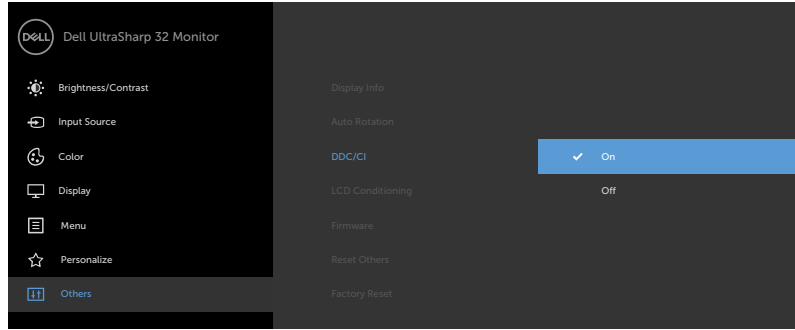 DELL Dell UltraSharp 32 Monitor
Brightness/Contrast
Input Source
Color
Display
Menu
Personalize
Others
Display Info
Auto Rotation
DDC/CI
LCD Conditioning
Firmware
Reset Others
Factory Reset
On
Off